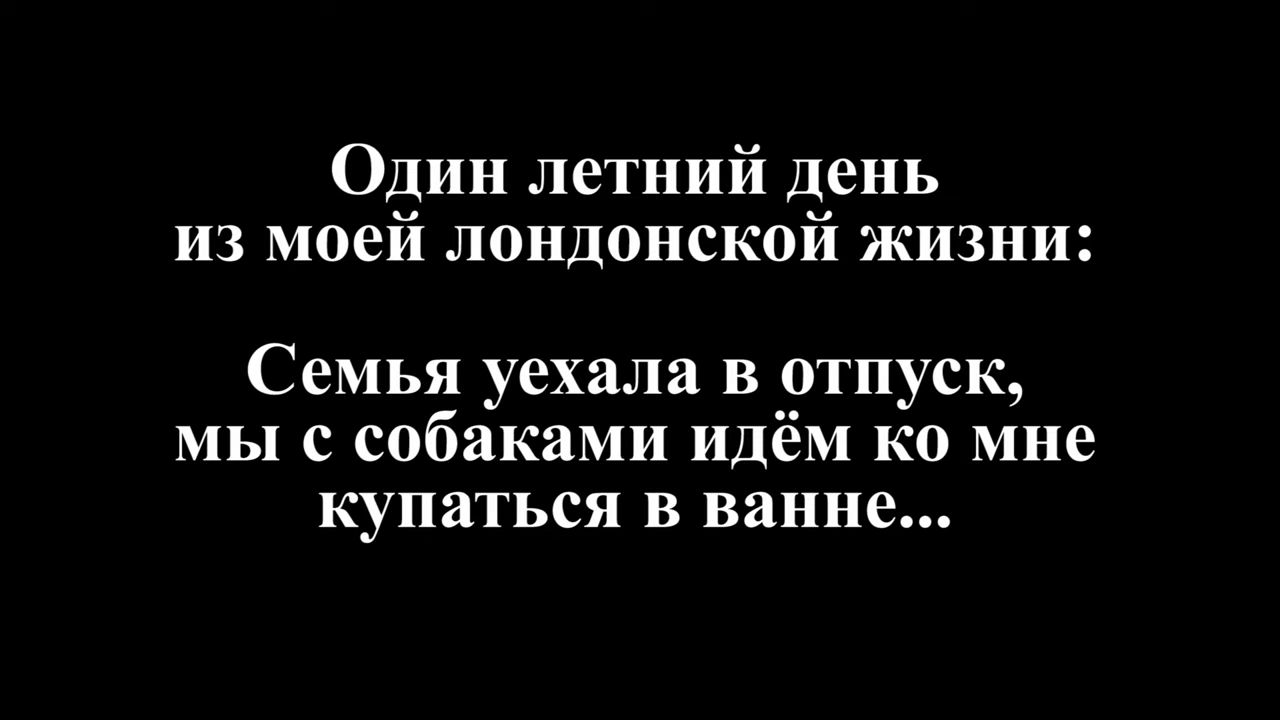 Один летний день
из моей лондонской жизни:
Семья уехала в отпуск,
мы с собаками идём ко мне
купаться в ванне...